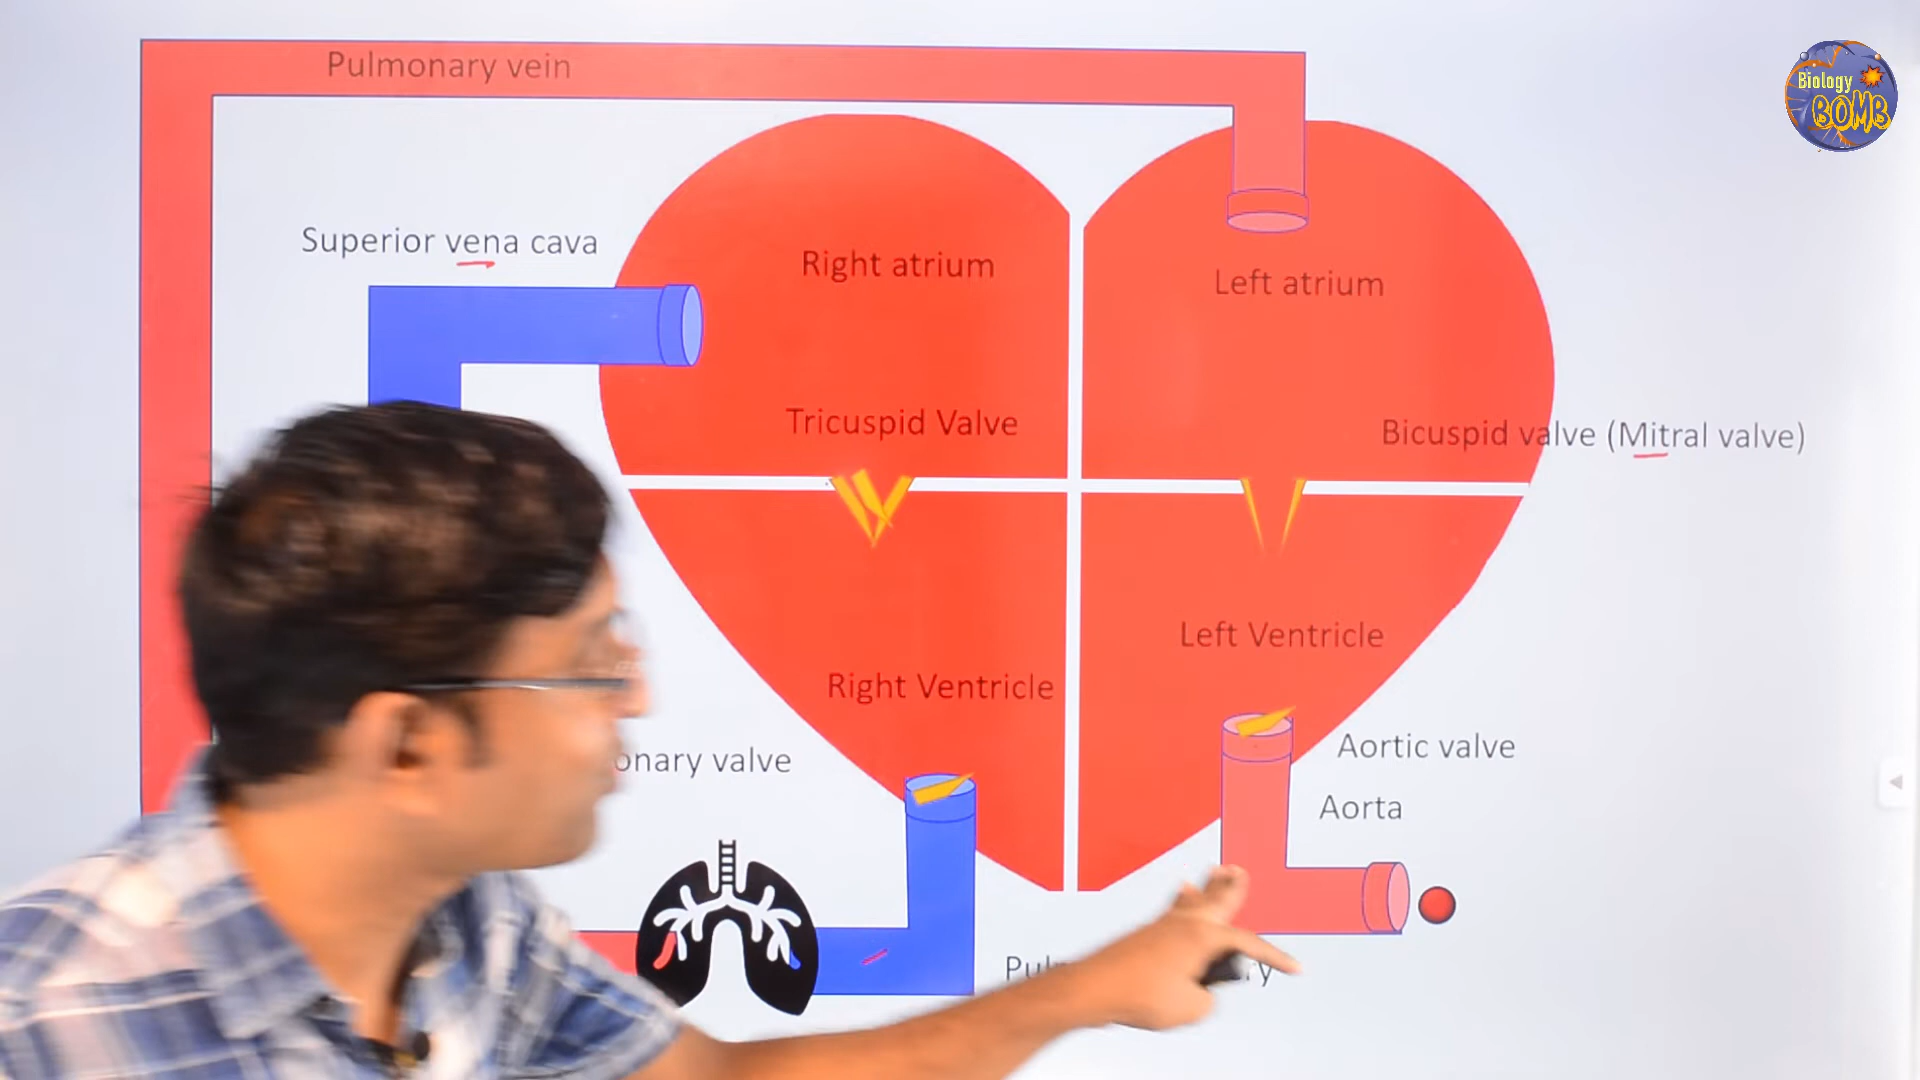 Pulmonary vein
Biology
BOMB
Superior vena cava
Right atrium
Left atrium
Tricuspid Valve
Bicuspid valve (Mitral valve)
Left Ventricle
Right Ventricle
Aortic valve
valve
Aorta